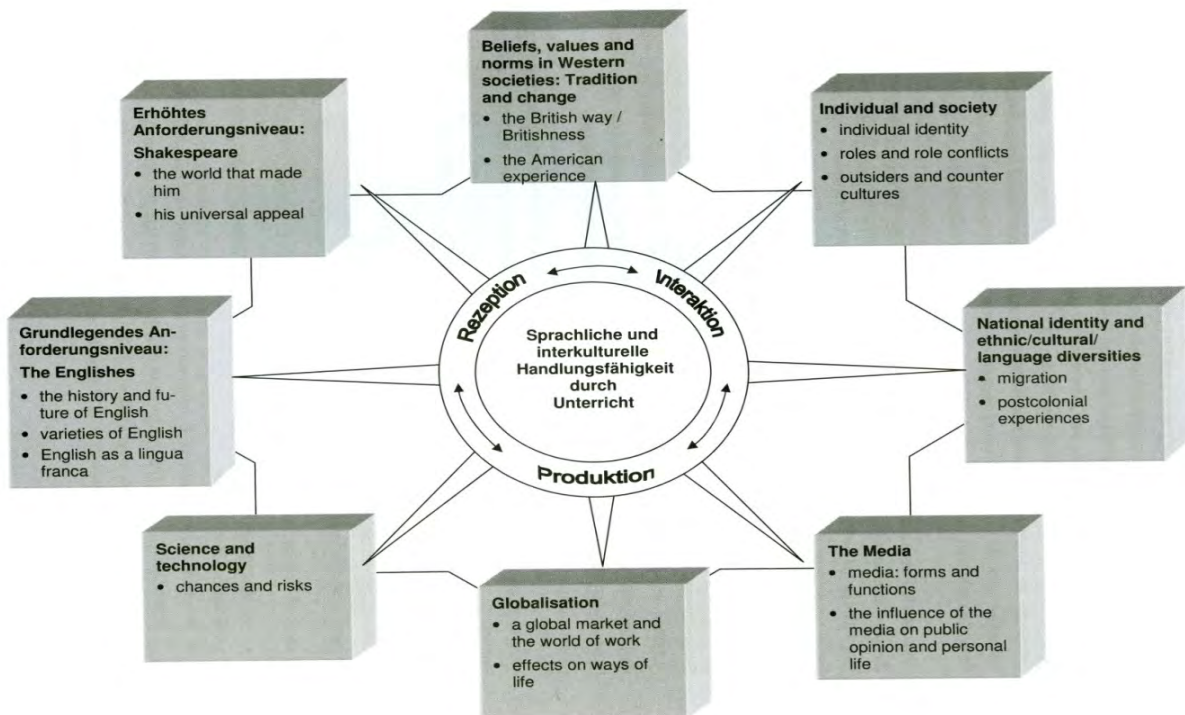 Beliefs, values and
norms in Western
societies: Tradition
and change
• the British way /
Britishness
• the American
experience
Erhöhtes
Anforderungsniveau:
Shakespeare
• the world that made
him
• his universal appeal
Individual and society
• individual identity
• roles and role conflicts
• outsiders and counter
cultures
Rezeption
Interaktion
Produktion
Sprachliche und
interkulturelle
Handlungsfähigkeit
durch
Unterricht
Grundlegendes An-
forderungsniveau:
The Englishes
• the history and fu-
ture of English
• varieties of English
• English as a lingua
franca
National identity and
ethnic/cultural/
language diversities
• migration
• postcolonial
experiences
Science and
technology
• chances and risks
Globalisation
• a global market and
the world of work
• effects on ways of
life
The Media
• media: forms and
functions
• the influence of the
media on public
opinion and personal
life